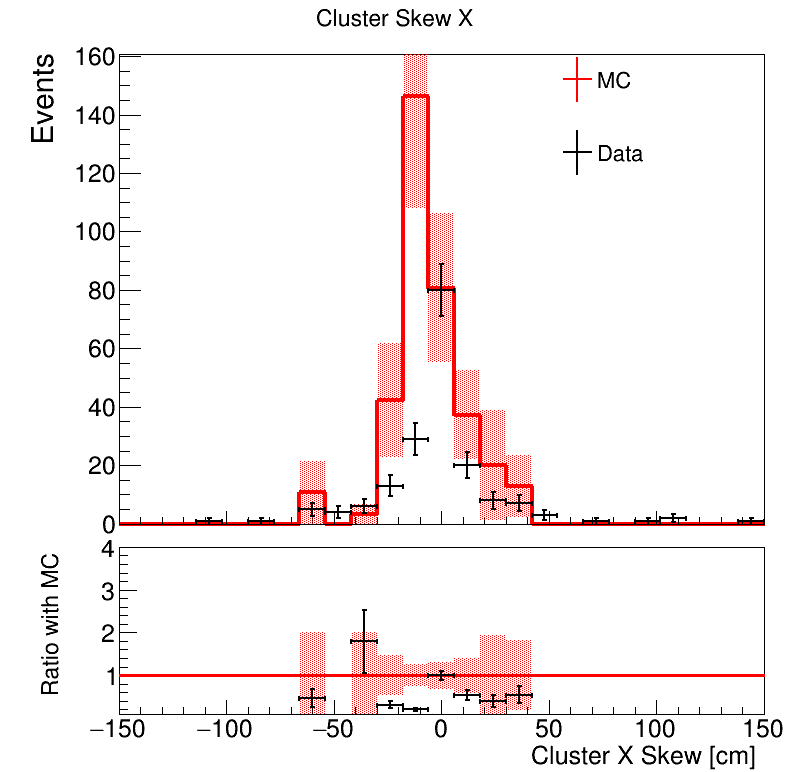 Cluster Skew X
Events
160
140
120
100
80
60
40
20
0
MC
Data
Ratio with MC
4
3
2
1
−150 −100 −50 0 50 100 150
Cluster X Skew [cm]